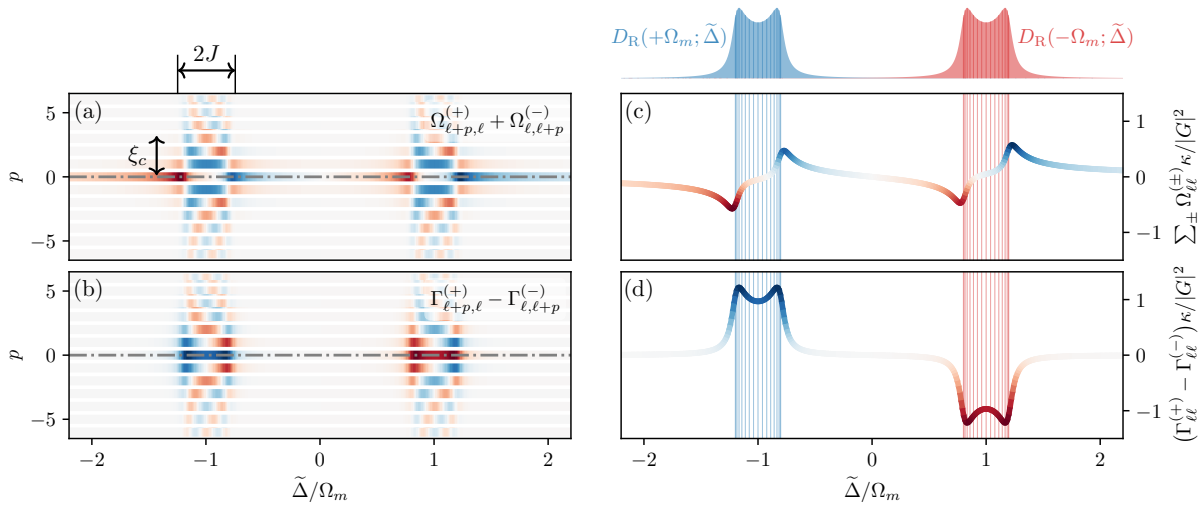 2J
D_R(+Ω_m; Δ̃)
D_R(−Ω_m; Δ̃)
(a)
Ω^{(+)}_{ℓ+p,ℓ} + Ω^{(−)}_{ℓ,ℓ+p}
ξ_c
5
0
−5
p
(b)
Γ^{(+)}_{ℓ+p,ℓ} − Γ^{(−)}_{ℓ,ℓ+p}
5
0
−5
p
−2 −1 0 1 2
Δ̃/Ω_m
(c)
1
0
−1
∑_± Ω^{(±)}_{ℓℓ} κ/|G|^2
(d)
1
0
−1
(Γ^{(+)}_{ℓℓ} − Γ^{(−)}_{ℓℓ}) κ/|G|^2
−2 −1 0 1 2
Δ̃/Ω_m